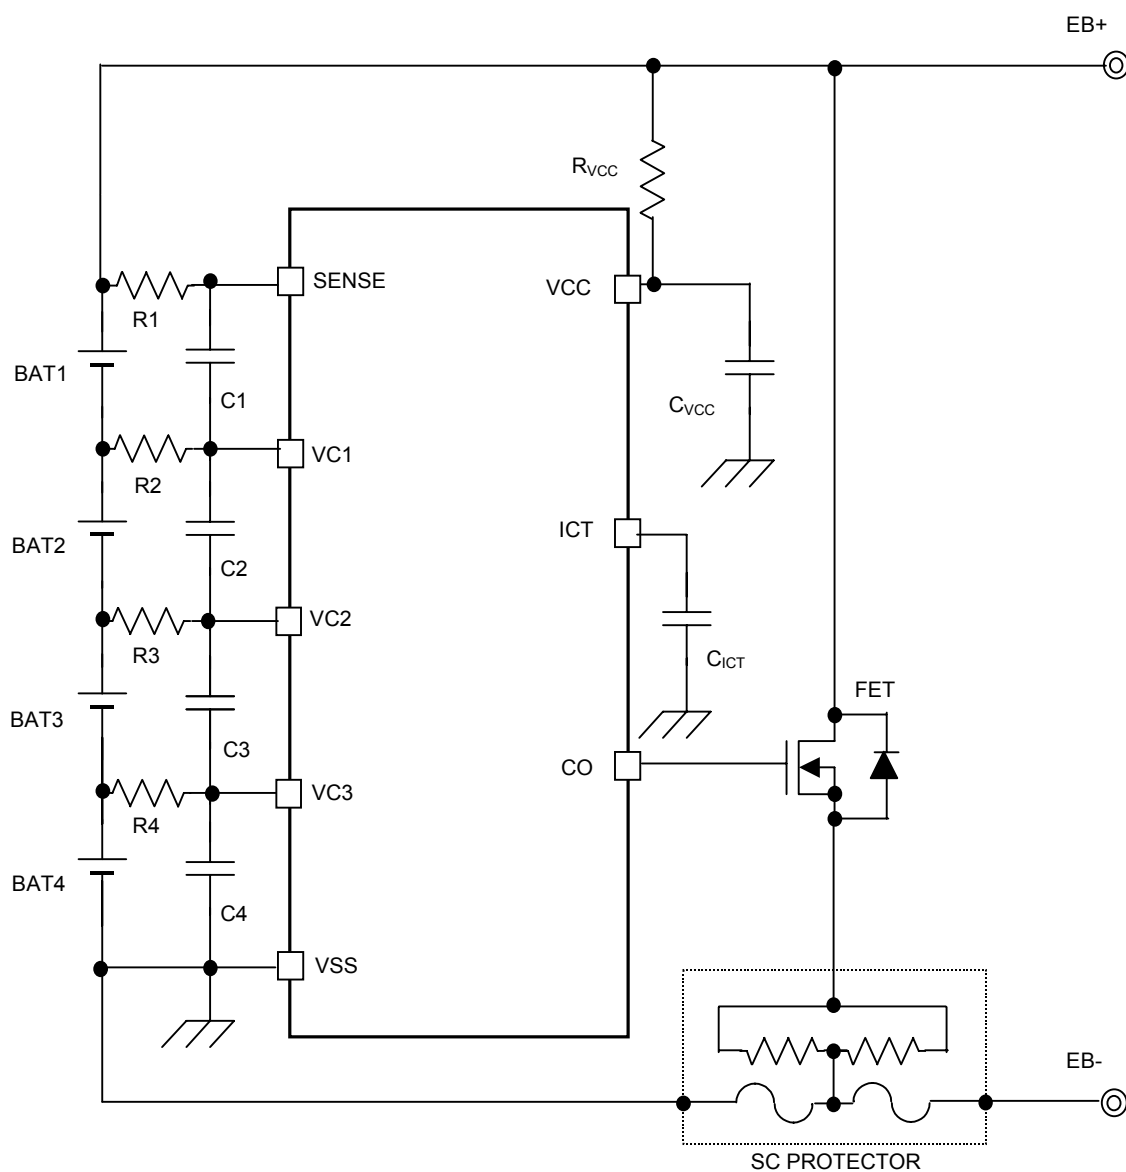 EB+
RVCC
SENSE
VCC
R1
BAT1
C1
CVCC
VC1
R2
ICT
BAT2
C2
VC2
R3
CICT
FET
BAT3
C3
CO
VC3
R4
BAT4
C4
VSS
EB-
SC PROTECTOR